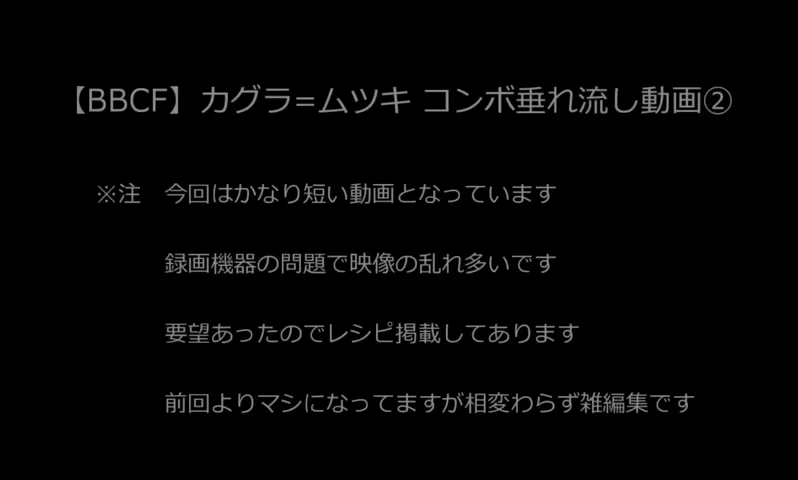 【BBCF】カグラ=ムツキ コンボ垂れ流し動画②
※注 今回はかなり短い動画となっています
録画機器の問題で映像の乱れ多いです
要望あったのでレシピ掲載してあります
前回よりマシになってますが相変わらず雑編集です